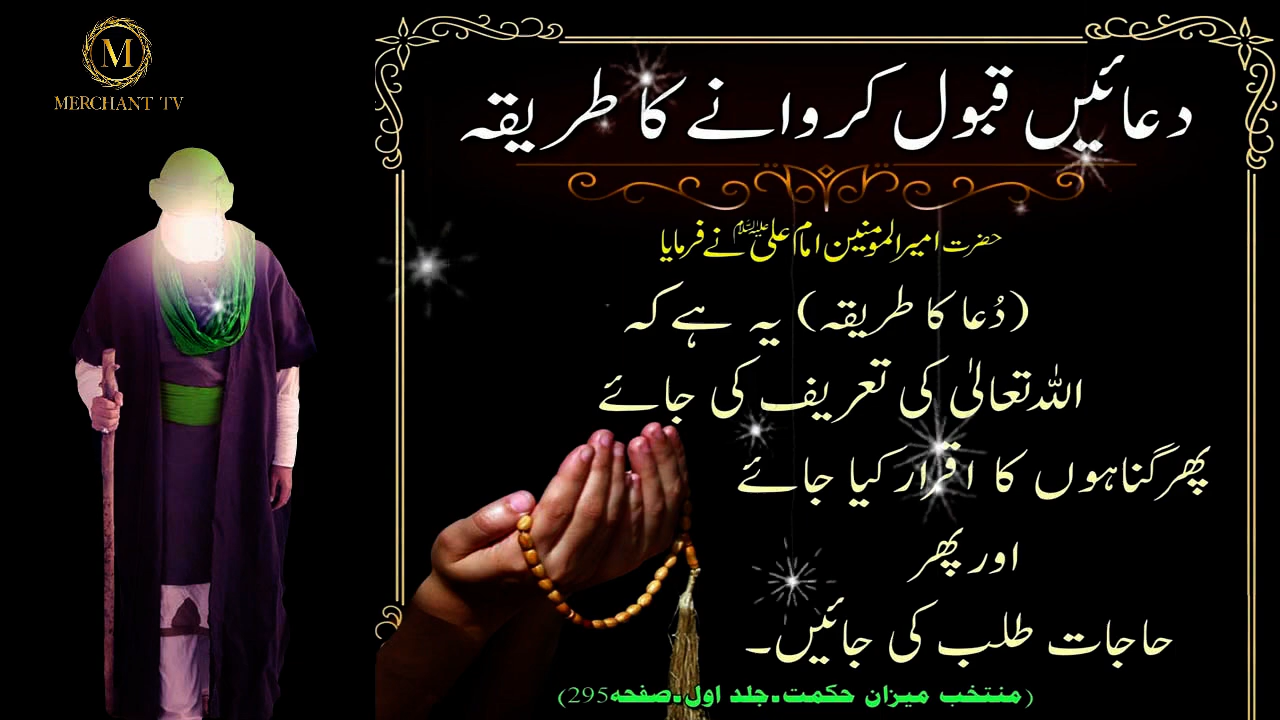 M
MERCHANT TV
دعائیں قبول کروانے کا طریقہ
حضرت امیرالمومنین امام علی علیہ السلام نے فرمایا
(دُعا کا طریقہ) یہ ہے کہ
اللہ تعالیٰ کی تعریف کی جائے
پھر گناہوں کا اقرار کیا جائے
اور پھر
حاجات طلب کی جائیں۔
(منتخب میزان حکمت۔جلد اول۔صفحہ295)